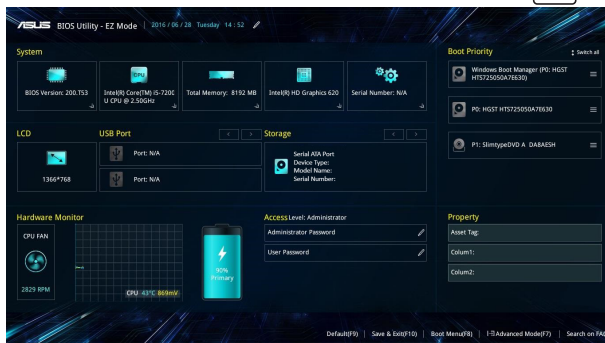 ASUS BIOS Utility - EZ Mode | 2016 / 06 / 28 Tuesday 14 : 52
System
BIOS Version: 200.T53
CPU
Intel(R) Core(TM) i5-7200
U CPU @ 2.50GHz
Total Memory: 8192 MB
Intel(R) HD Graphics 620
Serial Number: N/A
Boot Priority
Switch all
Windows Boot Manager (P0: HGST
HTS725050A7E630)
P0: HGST HTS725050A7E630
P1: SlimtypeDVD A DA8AESH
LCD
1366*768
USB Port
Port: N/A
Port: N/A
Storage
Serial ATA Port
Device Type:
Model Name:
Serial Number:
Hardware Monitor
CPU FAN
2829 RPM
CPU 43°C 869mV
90%
Primary
Access Level: Administrator
Administrator Password
User Password
Property
Asset Tag:
Colum1:
Colum2:
Default(F9) | Save & Exit(F10) | Boot Menu(F8) | Advanced Mode(F7) | Search on FAQ